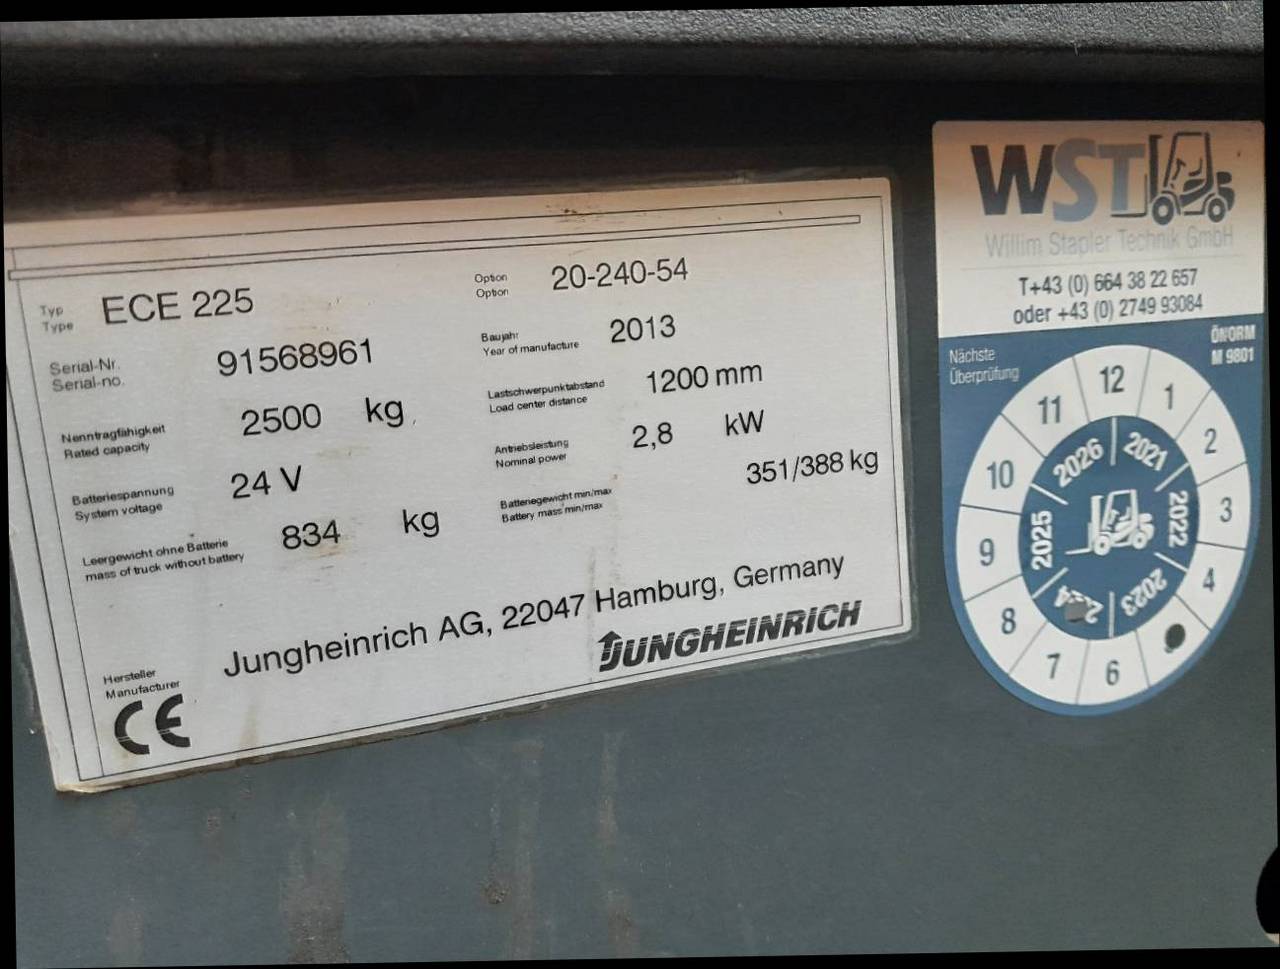 Typ
Type
ECE 225
Option
Option
20-240-54
Serial-Nr.
Serial-no.
91568961
Baujahr
Year of manufacture
2013
Nenntragfähigkeit
Rated capacity
2500 kg
Lastschwerpunktabstand
Load center distance
1200 mm
Batteriespannung
System voltage
24 V
Antriebsleistung
Nominal power
2,8 kW
Leergewicht ohne Batterie
mass of truck without battery
834 kg
Batteriegewicht min/max
Battery mass min/max
351/388 kg
Hersteller
Manufacturer
Jungheinrich AG, 22047 Hamburg, Germany
JUNGHEINRICH
CE
WST
Willim Stapler Technik GmbH
T+43 (0) 664 38 22 657
oder +43 (0) 2749 93084
Nächste
Überprüfung
ÖNORM
M 9801
12
1
2
3
4
6
7
8
9
10
11
2021
2022
2023
2024
2025
2026